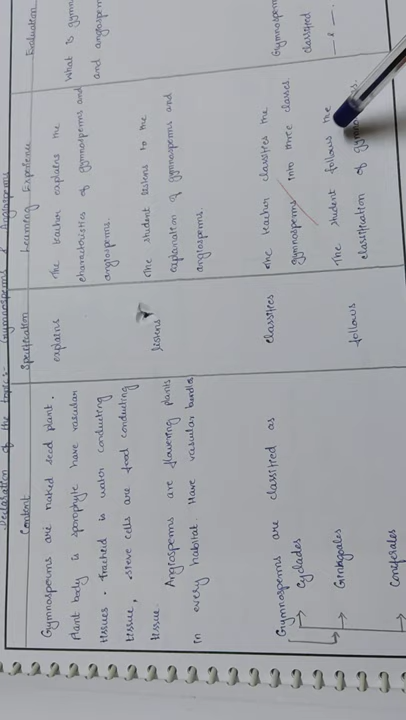 Declaration of the topic:- Gymnosperms & Angiosperms
Content
Specification
Learning Experience
Evaluation
Gymnosperms are naked seed plant.
Plant body is sporophyte have vascular
tissues. Tracheid is water conducting
tissue, sieve cells are food conducting
tissue.
Angiosperms are flowering plants
in every habitat. Have vascular bundles
explains
The teacher explains the
characteristics of gymnosperms and
angiosperms.
What is gymn
and angiosperm
listens
The student listens to the
explanation of gymnosperms and
angiosperms.
Gymnosperms are classified as
Cyclades
Ginkgoales
Coniferales
classifies
The teacher classifies the
gymnosperms into three classes.
Gymnosperm
classified
follows
The student follows the
classification of